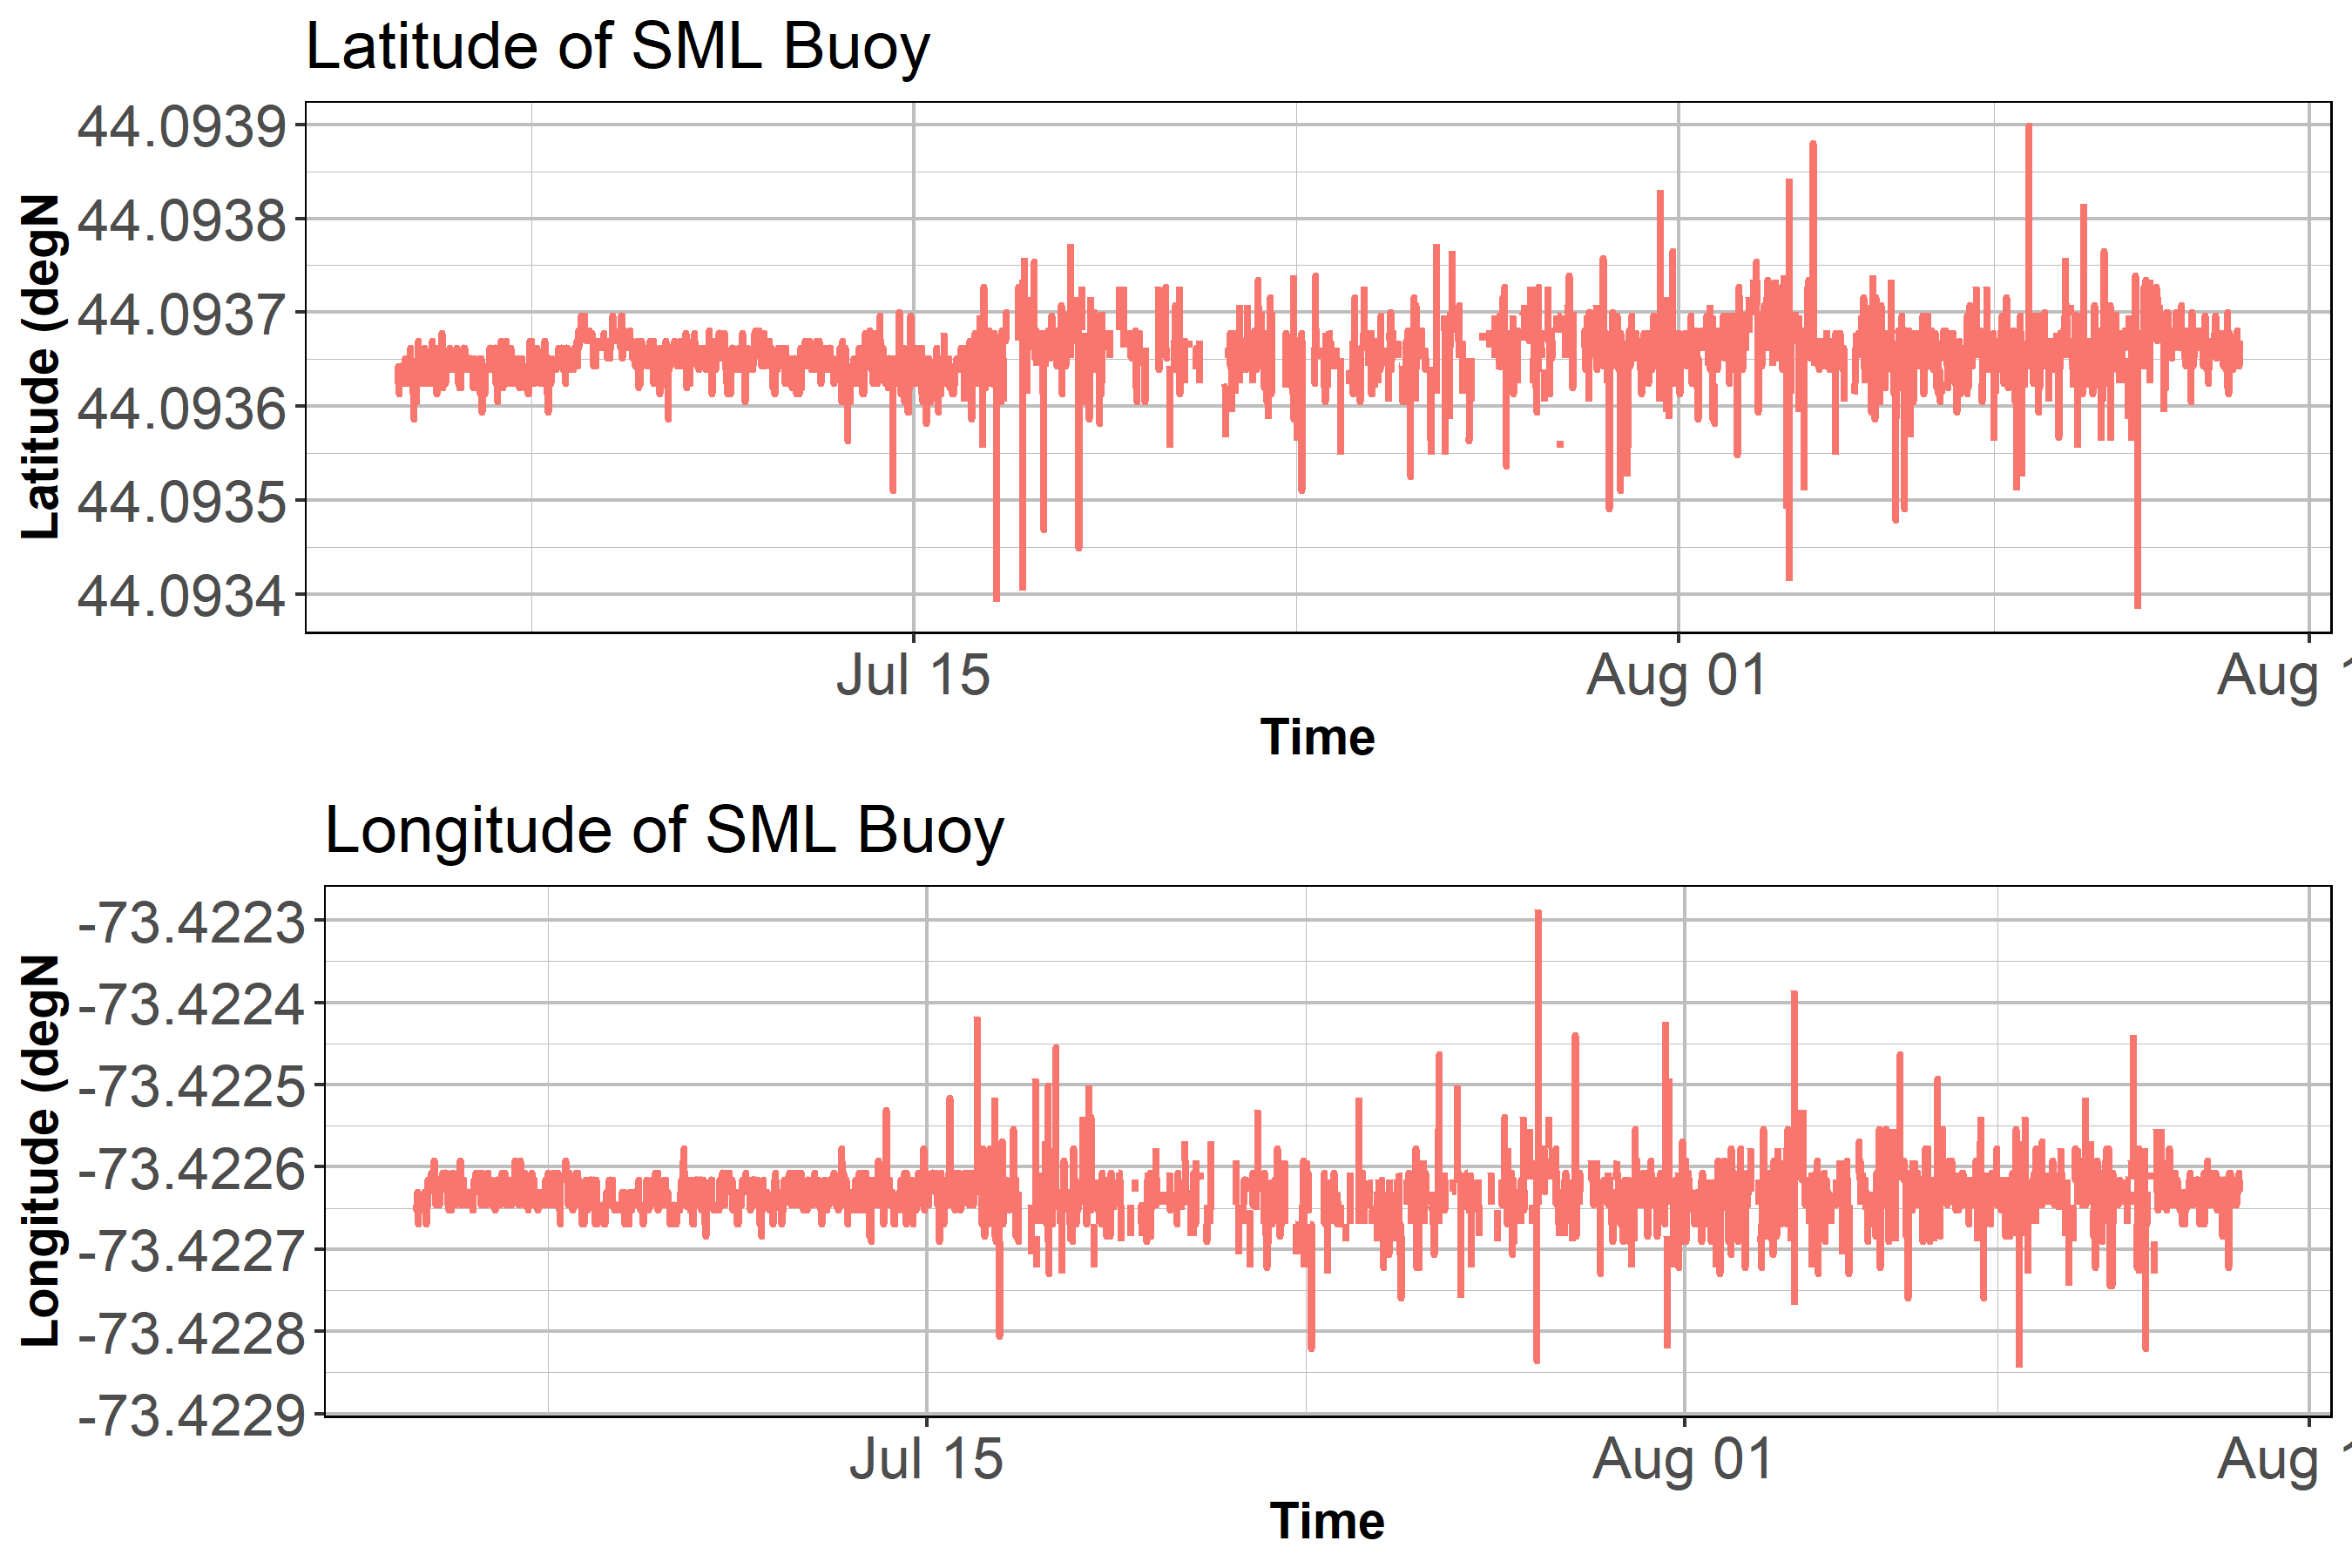 Latitude of SML Buoy
Latitude (degN
44.0939
44.0938
44.0937
44.0936
44.0935
44.0934
Jul 15
Aug 01
Aug 1
Time
Longitude of SML Buoy
Longitude (degN
-73.4223
-73.4224
-73.4225
-73.4226
-73.4227
-73.4228
-73.4229
Jul 15
Aug 01
Aug 1
Time